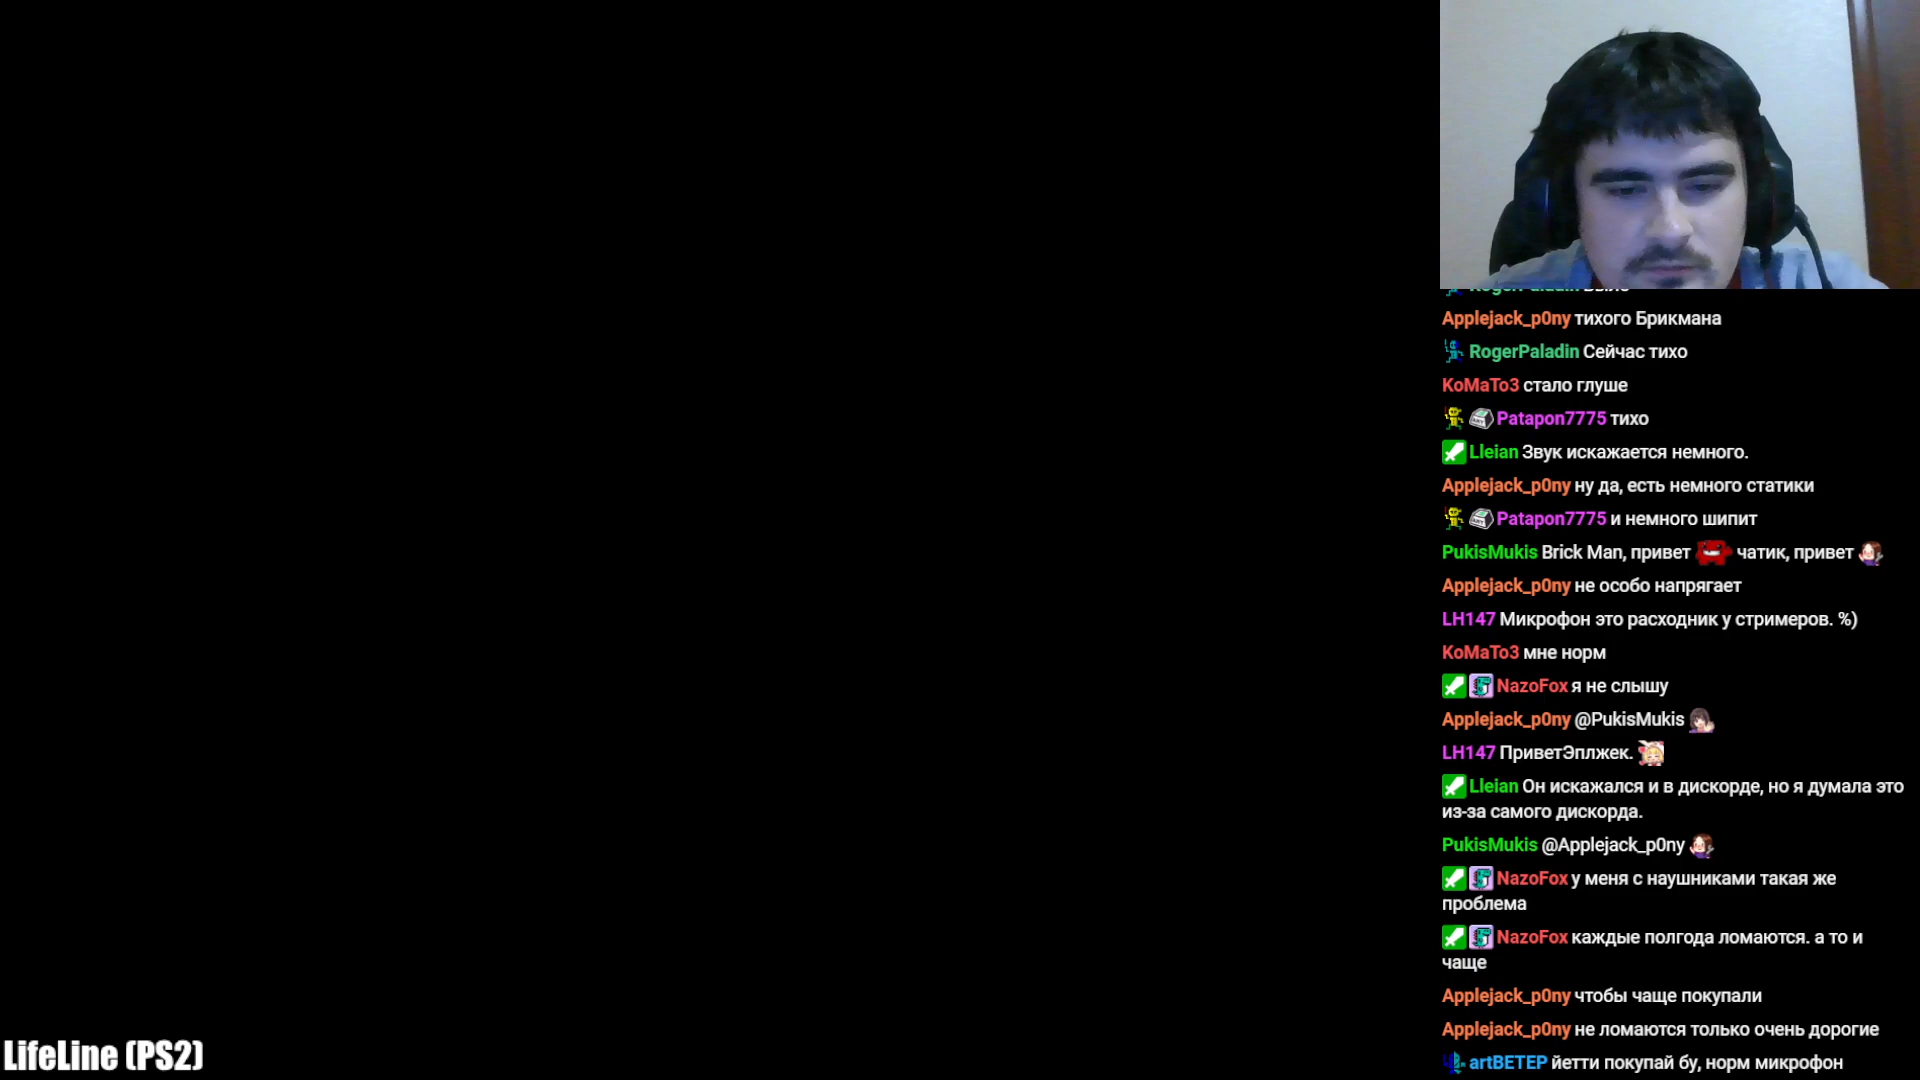 Applejack_p0ny тихого Брикмана
RogerPaladin Сейчас тихо
KoMaTo3 стало глуше
Patapon7775 тихо
Lleian Звук искажается немного.
Applejack_p0ny ну да, есть немного статики
Patapon7775 и немного шипит
PukisMukis Brick Man, привет чатик, привет
Applejack_p0ny не особо напрягает
LH147 Микрофон это расходник у стримеров. %)
KoMaTo3 мне норм
NazoFox я не слышу
Applejack_p0ny @PukisMukis
LH147 ПриветЭплжек.
Lleian Он искажался и в дискорде, но я думала это
из-за самого дискорда.
PukisMukis @Applejack_p0ny
NazoFox у меня с наушниками такая же
проблема
NazoFox каждые полгода ломаются. а то и
чаще
Applejack_p0ny чтобы чаще покупали
Applejack_p0ny не ломаются только очень дорогие
artBETEP йетти покупай бу, норм микрофон
LifeLine (PS2)